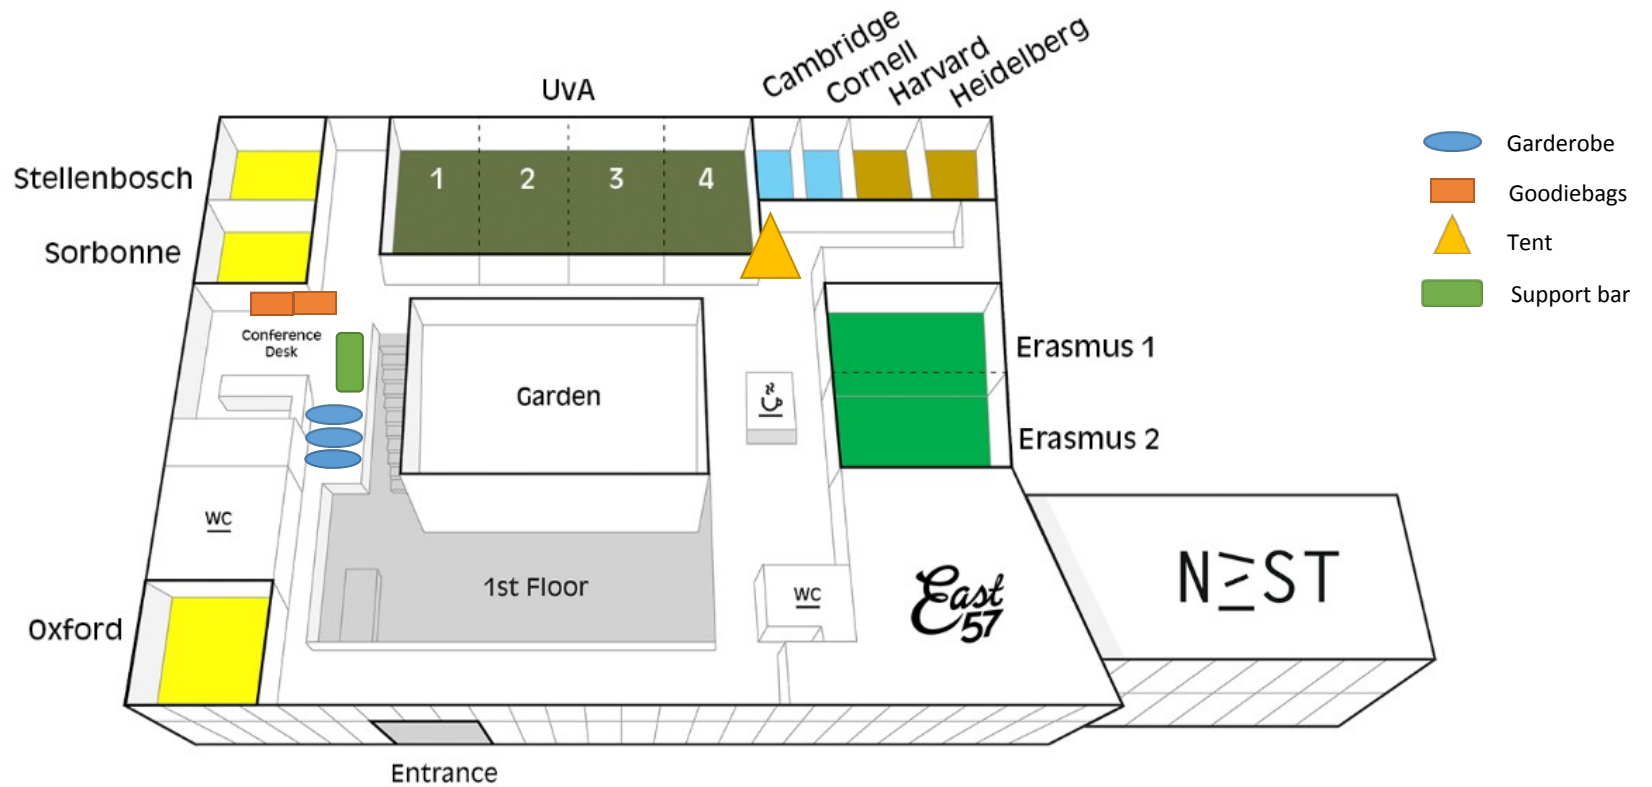 UvA
Cambridge
Cornell
Harvard
Heidelberg
Stellenbosch
Sorbonne
1 2 3 4
Garderobe
Goodiebags
Tent
Support bar
Conference
Desk
Garden
Erasmus 1
Erasmus 2
WC
1st Floor
WC
East
57
NEST
Oxford
Entrance